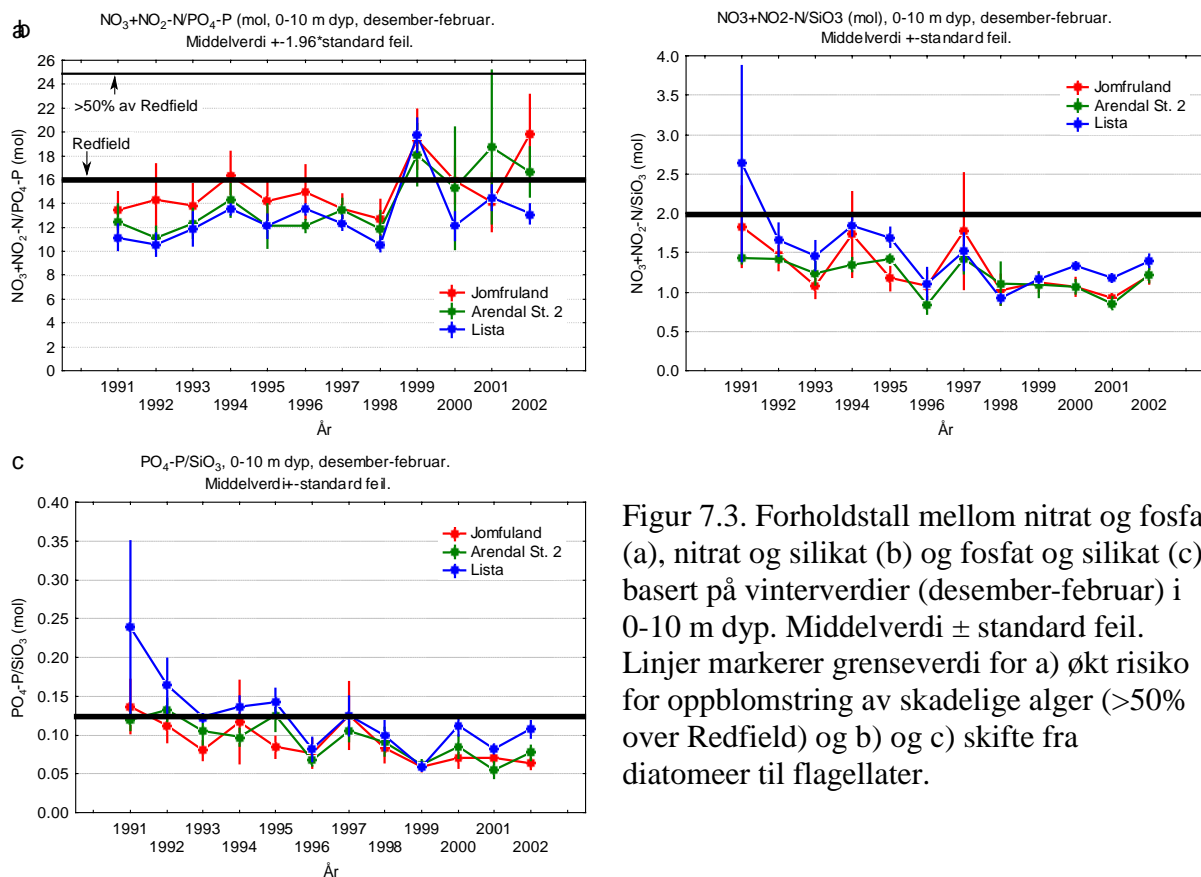 a
b
NO₃+NO₂-N/PO₄-P (mol, 0-10 m dyp, desember-februar.
Middelverdi +-1.96*standard feil.
NO₃+NO₂-N/PO₄-P (mol)
26
24
22
20
18
16
14
12
10
8
6
4
2
0
>50% av Redfield
Redfield
Jomfruland
Arendal St. 2
Lista
1991 1993 1995 1997 1999 2001
1992 1994 1996 1998 2000 2002
År
NO3+NO2-N/SiO3 (mol), 0-10 m dyp, desember-februar.
Middelverdi +-standard feil.
NO₃+NO₂-N/SiO₃ (mol)
4.0
3.5
3.0
2.5
2.0
1.5
1.0
0.5
0.0
Jomfruland
Arendal St. 2
Lista
1991 1993 1995 1997 1999 2001
1992 1994 1996 1998 2000 2002
År
c
PO₄-P/SiO₃, 0-10 m dyp, desember-februar.
Middelverdi+-standard feil.
PO₄-P/SiO₃ (mol)
0.40
0.35
0.30
0.25
0.20
0.15
0.10
0.05
0.00
Jomfuland
Arendal St. 2
Lista
1991 1993 1995 1997 1999 2001
1992 1994 1996 1998 2000 2002
År
Figur 7.3. Forholdstall mellom nitrat og fosfa
(a), nitrat og silikat (b) og fosfat og silikat (c)
basert på vinterverdier (desember-februar) i
0-10 m dyp. Middelverdi ± standard feil.
Linjer markerer grenseverdi for a) økt risiko
for oppblomstring av skadelige alger (>50%
over Redfield) og b) og c) skifte fra
diatomeer til flagellater.